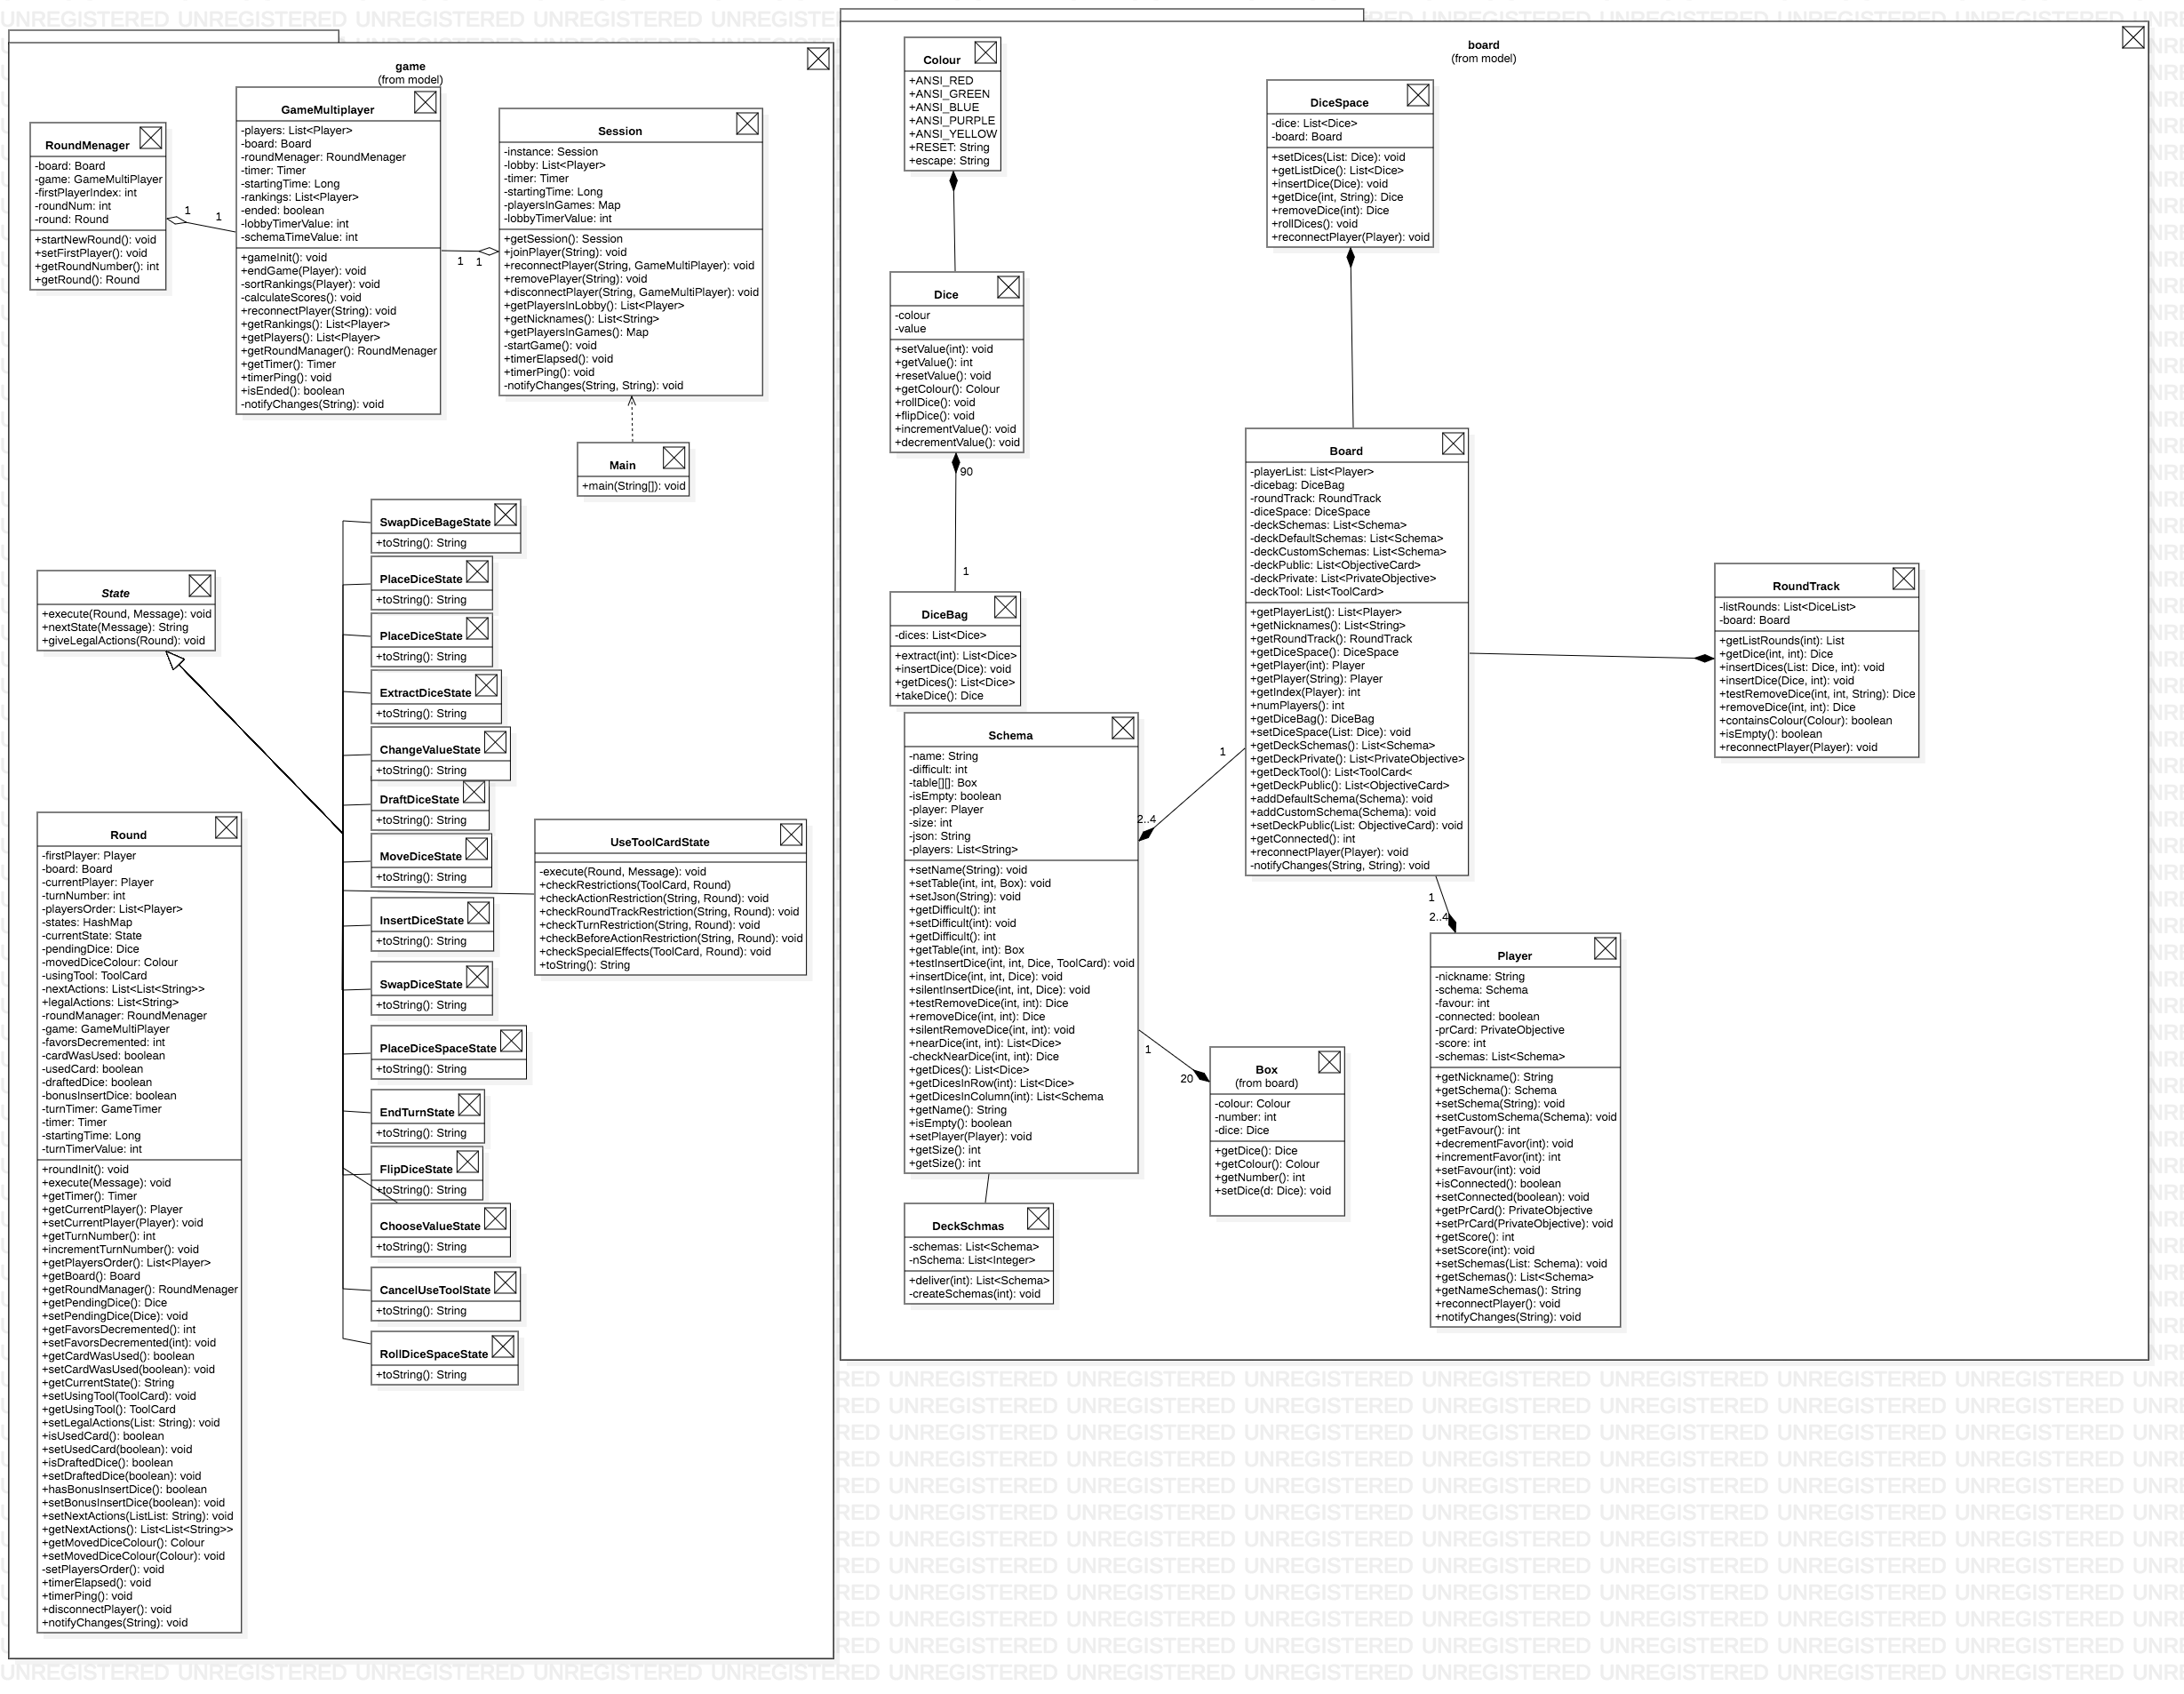 game
(from model)
RoundMenager
-board: Board
-game: GameMultiPlayer
-firstPlayerIndex: int
-roundNum: int
-round: Round
+startNewRound(): void
+setFirstPlayer(): void
+getRoundNumber(): int
+getRound(): Round
1
1
GameMultiplayer
-players: List<Player>
-board: Board
-roundMenager: RoundMenager
-timer: Timer
-startingTime: Long
-rankings: List<Player>
-ended: boolean
-lobbyTimerValue: int
-schemaTimeValue: int
+gameInit(): void
+endGame(Player): void
-sortRankings(Player): void
-calculateScores(): void
+reconnectPlayer(String): void
+getRankings(): List<Player>
+getPlayers(): List<Player>
+getRoundManager(): RoundMenager
+getTimer(): Timer
+timerPing(): void
+isEnded(): boolean
-notifyChanges(String): void
1
1
Session
-instance: Session
-lobby: List<Player>
-timer: Timer
-startingTime: Long
-playersInGames: Map
-lobbyTimerValue: int
+getSession(): Session
+joinPlayer(String): void
+reconnectPlayer(String, GameMultiPlayer): void
+removePlayer(String): void
+disconnectPlayer(String, GameMultiPlayer): void
+getPlayersInLobby(): List<Player>
+getNicknames(): List<String>
+getPlayersInGames(): Map
-startGame(): void
+timerElapsed(): void
+timerPing(): void
-notifyChanges(String, String): void
Main
+main(String[]): void
State
+execute(Round, Message): void
+nextState(Message): String
+giveLegalActions(Round): void
SwapDiceBageState
+toString(): String
PlaceDiceState
+toString(): String
PlaceDiceState
+toString(): String
ExtractDiceState
+toString(): String
ChangeValueState
+toString(): String
DraftDiceState
+toString(): String
MoveDiceState
+toString(): String
InsertDiceState
+toString(): String
SwapDiceState
+toString(): String
PlaceDiceSpaceState
+toString(): String
EndTurnState
+toString(): String
FlipDiceState
+toString(): String
ChooseValueState
+toString(): String
CancelUseToolState
+toString(): String
RollDiceSpaceState
+toString(): String
UseToolCardState
-execute(Round, Message): void
+checkRestrictions(ToolCard, Round)
+checkActionRestriction(String, Round): void
+checkRoundTrackRestriction(String, Round): void
+checkTurnRestriction(String, Round): void
+checkBeforeActionRestriction(String, Round): void
+checkSpecialEffects(ToolCard, Round): void
+toString(): String
Round
-firstPlayer: Player
-board: Board
-currentPlayer: Player
-turnNumber: int
-playersOrder: List<Player>
-states: HashMap
-currentState: State
-pendingDice: Dice
-movedDiceColour: Colour
-usingTool: ToolCard
-nextActions: List<List<String>>
+legalActions: List<String>
-roundManager: RoundMenager
-game: GameMultiPlayer
-favorsDecremented: int
-cardWasUsed: boolean
-usedCard: boolean
-draftedDice: boolean
-bonusInsertDice: boolean
-turnTimer: GameTimer
-timer: Timer
-startingTime: Long
-turnTimerValue: int
+roundInit(): void
+execute(Message): void
+getTimer(): Timer
+getCurrentPlayer(): Player
+setCurrentPlayer(Player): void
+getTurnNumber(): int
+incrementTurnNumber(): void
+getPlayersOrder(): List<Player>
+getBoard(): Board
+getRoundManager(): RoundMenager
+getPendingDice(): Dice
+setPendingDice(Dice): void
+getFavorsDecremented(): int
+setFavorsDecremented(int): void
+getCardWasUsed(): boolean
+setCardWasUsed(boolean): void
+getCurrentState(): String
+setUsingTool(ToolCard): void
+getUsingTool(): ToolCard
+setLegalActions(List: String): void
+isUsedCard(): boolean
+setUsedCard(boolean): void
+isDraftedDice(): boolean
+setDraftedDice(boolean): void
+hasBonusInsertDice(): boolean
+setBonusInsertDice(boolean): void
+setNextActions(ListList: String): void
+getNextActions(): List<List<String>>
+getMovedDiceColour(): Colour
+setMovedDiceColour(Colour): void
-setPlayersOrder(): void
+timerElapsed(): void
+timerPing(): void
+disconnectPlayer(): void
+notifyChanges(String): void
board
(from model)
Colour
+ANSI_RED
+ANSI_GREEN
+ANSI_BLUE
+ANSI_PURPLE
+ANSI_YELLOW
+RESET: String
+escape: String
Dice
-colour
-value
+setValue(int): void
+getValue(): int
+resetValue(): void
+getColour(): Colour
+rollDice(): void
+flipDice(): void
+incrementValue(): void
+decrementValue(): void
90
1
DiceBag
-dices: List<Dice>
+extract(int): List<Dice>
+insertDice(Dice): void
+getDices(): List<Dice>
+takeDice(): Dice
DiceSpace
-dice: List<Dice>
-board: Board
+setDices(List: Dice): void
+getListDice(): List<Dice>
+insertDice(Dice): void
+getDice(int, String): Dice
+removeDice(int): Dice
+rollDices(): void
+reconnectPlayer(Player): void
Board
-playerList: List<Player>
-dicebag: DiceBag
-roundTrack: RoundTrack
-diceSpace: DiceSpace
-deckSchemas: List<Schema>
-deckDefaultSchemas: List<Schema>
-deckCustomSchemas: List<Schema>
-deckPublic: List<ObjectiveCard>
-deckPrivate: List<PrivateObjective>
-deckTool: List<ToolCard>
+getPlayerList(): List<Player>
+getNicknames(): List<String>
+getRoundTrack(): RoundTrack
+getDiceSpace(): DiceSpace
+getPlayer(int): Player
+getPlayer(String): Player
+getIndex(Player): int
+numPlayers(): int
+getDiceBag(): DiceBag
+setDiceSpace(List: Dice): void
+getDeckSchemas(): List<Schema>
+getDeckPrivate(): List<PrivateObjective>
+getDeckTool(): List<ToolCard<
+getDeckPublic(): List<ObjectiveCard>
+addDefaultSchema(Schema): void
+addCustomSchema(Schema): void
+setDeckPublic(List: ObjectiveCard): void
+getConnected(): int
+reconnectPlayer(Player): void
-notifyChanges(String, String): void
RoundTrack
-listRounds: List<DiceList>
-board: Board
+getListRounds(int): List
+getDice(int, int): Dice
+insertDices(List: Dice, int): void
+insertDice(Dice, int): void
+testRemoveDice(int, int, String): Dice
+removeDice(int, int): Dice
+containsColour(Colour): boolean
+isEmpty(): boolean
+reconnectPlayer(Player): void
Schema
-name: String
-difficult: int
-table[][]: Box
-isEmpty: boolean
-player: Player
-size: int
-json: String
-players: List<String>
+setName(String): void
+setTable(int, int, Box): void
+setJson(String): void
+getDifficult(): int
+setDifficult(int): void
+getDifficult(): int
+getTable(int, int): Box
+testInsertDice(int, int, Dice, ToolCard): void
+insertDice(int, int, Dice): void
+silentInsertDice(int, int, Dice): void
+testRemoveDice(int, int): Dice
+removeDice(int, int): Dice
+silentRemoveDice(int, int): void
+nearDice(int, int): List<Dice>
-checkNearDice(int, int): Dice
+getDices(): List<Dice>
+getDicesInRow(int): List<Dice>
+getDicesInColumn(int): List<Schema
+getName(): String
+isEmpty(): boolean
+setPlayer(Player): void
+getSize(): int
+getSize(): int
1
2..4
1
20
1
2..4
Box
(from board)
-colour: Colour
-number: int
-dice: Dice
+getDice(): Dice
+getColour(): Colour
+getNumber(): int
+setDice(d: Dice): void
DeckSchmas
-schemas: List<Schema>
-nSchema: List<Integer>
+deliver(int): List<Schema>
-createSchemas(int): void
Player
-nickname: String
-schema: Schema
-favour: int
-connected: boolean
-prCard: PrivateObjective
-score: int
-schemas: List<Schema>
+getNickname(): String
+getSchema(): Schema
+setSchema(String): void
+setCustomSchema(Schema): void
+getFavour(): int
+decrementFavor(int): void
+incrementFavor(int): int
+setFavour(int): void
+isConnected(): boolean
+setConnected(boolean): void
+getPrCard(): PrivateObjective
+setPrCard(PrivateObjective): void
+getScore(): int
+setScore(int): void
+setSchemas(List: Schema): void
+getSchemas(): List<Schema>
+getNameSchemas(): String
+reconnectPlayer(): void
+notifyChanges(String): void